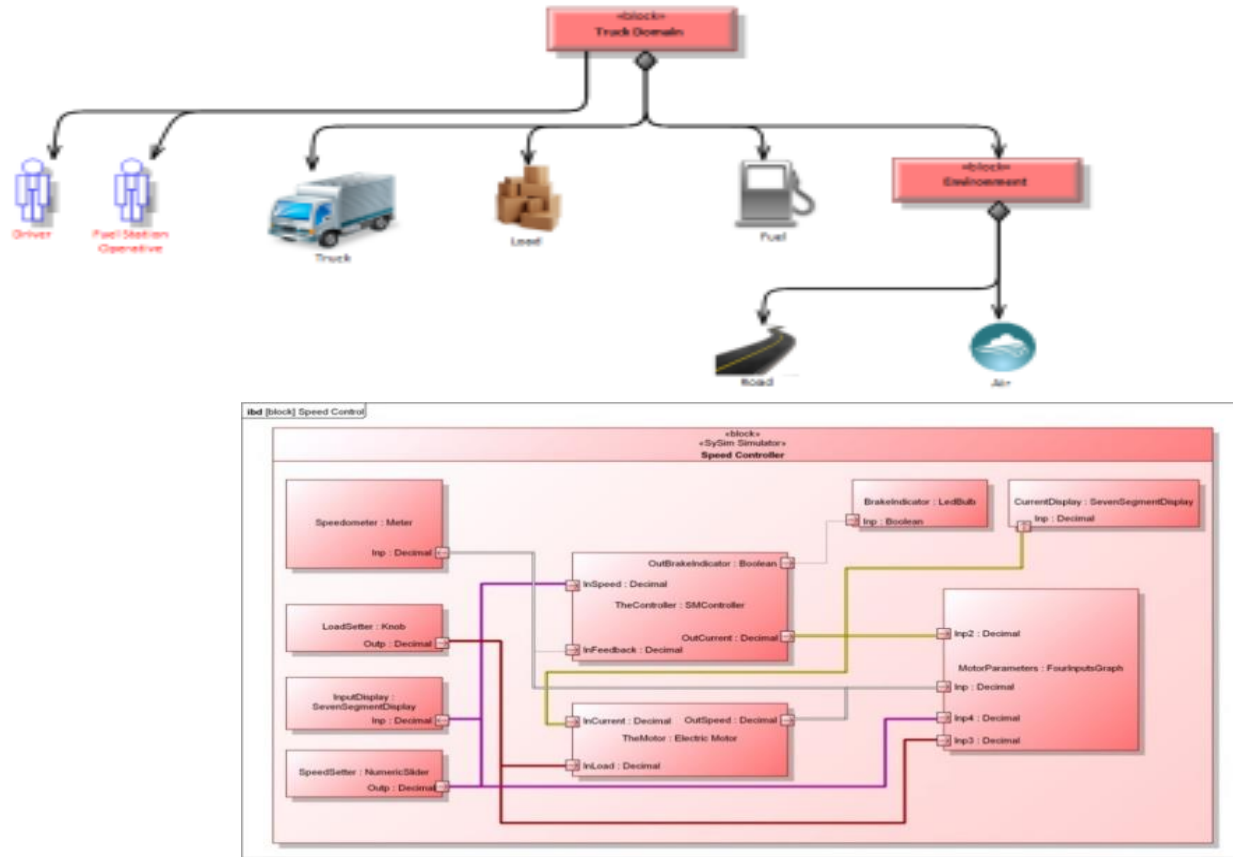 «block»
Truck Domain
«block»
Environment
Driver
Fuel Station
Operative
Truck
Load
Fuel
Road
Air
ibd [block] Speed Control
«block»
«SySim Simulator»
Speed Controller
Speedometer : Meter
Inp : Decimal
LoadSetter : Knob
Outp : Decimal
InputDisplay :
SevenSegmentDisplay
Inp : Decimal
SpeedSetter : NumericSlider
Outp : Decimal
OutBrakeIndicator : Boolean
InSpeed : Decimal
TheController : SMController
OutCurrent : Decimal
InFeedback : Decimal
InCurrent : Decimal
OutSpeed : Decimal
TheMotor : Electric Motor
InLoad : Decimal
BrakeIndicator : LedBulb
Inp : Boolean
CurrentDisplay : SevenSegmentDisplay
Inp : Decimal
Inp2 : Decimal
MotorParameters : FourInputsGraph
Inp : Decimal
Inp4 : Decimal
Inp3 : Decimal